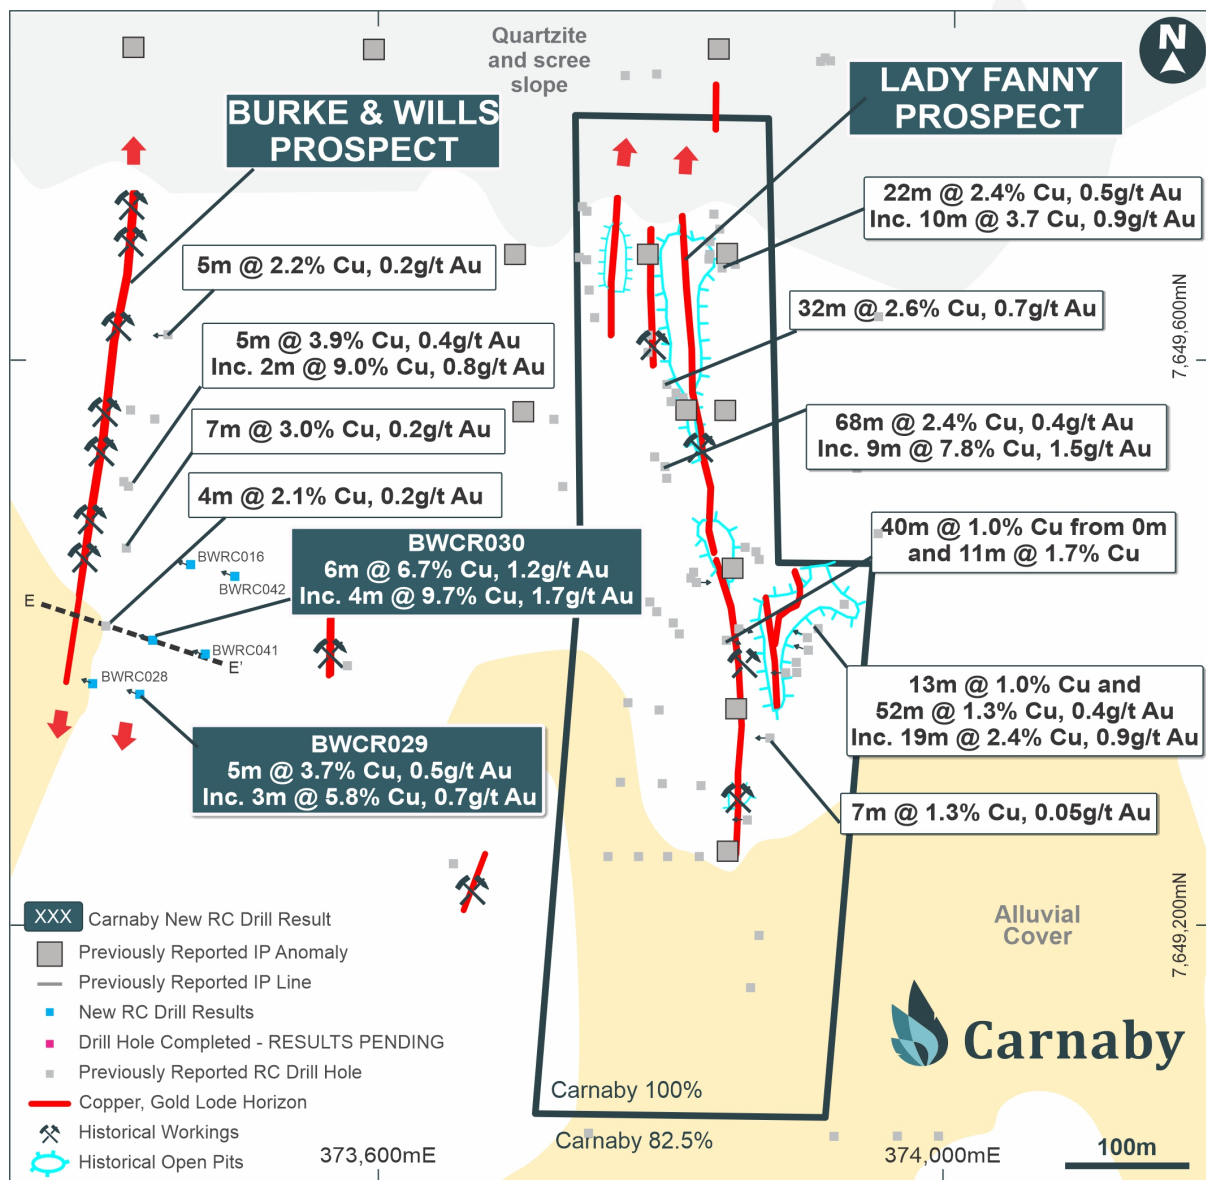 Quartzite
and scree
slope
N
BURKE & WILLS
PROSPECT
LADY FANNY
PROSPECT
22m @ 2.4% Cu, 0.5g/t Au
Inc. 10m @ 3.7 Cu, 0.9g/t Au
5m @ 2.2% Cu, 0.2g/t Au
32m @ 2.6% Cu, 0.7g/t Au
7,649,600mN
5m @ 3.9% Cu, 0.4g/t Au
Inc. 2m @ 9.0% Cu, 0.8g/t Au
7m @ 3.0% Cu, 0.2g/t Au
68m @ 2.4% Cu, 0.4g/t Au
Inc. 9m @ 7.8% Cu, 1.5g/t Au
4m @ 2.1% Cu, 0.2g/t Au
40m @ 1.0% Cu from 0m
and 11m @ 1.7% Cu
BWCR030
6m @ 6.7% Cu, 1.2g/t Au
Inc. 4m @ 9.7% Cu, 1.7g/t Au
BWRC016
BWRC042
E
BWRC041
E'
BWRC028
13m @ 1.0% Cu and
52m @ 1.3% Cu, 0.4g/t Au
Inc. 19m @ 2.4% Cu, 0.9g/t Au
BWCR029
5m @ 3.7% Cu, 0.5g/t Au
Inc. 3m @ 5.8% Cu, 0.7g/t Au
7m @ 1.3% Cu, 0.05g/t Au
7,649,200mN
Alluvial
Cover
XXX Carnaby New RC Drill Result
Previously Reported IP Anomaly
Previously Reported IP Line
New RC Drill Results
Drill Hole Completed - RESULTS PENDING
Previously Reported RC Drill Hole
Copper, Gold Lode Horizon
Historical Workings
Historical Open Pits
Carnaby
Carnaby 100%
Carnaby 82.5%
373,600mE
374,000mE
100m